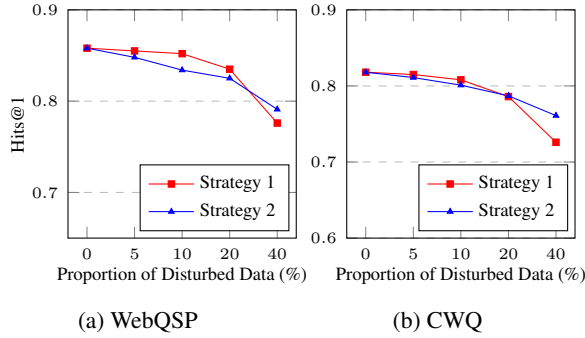 Hits@1
0.9
0.8
0.7
0 5 10 20 40
Proportion of Disturbed Data (%)
Strategy 1
Strategy 2
(a) WebQSP
0.9
0.8
0.7
0.6
0 5 10 20 40
Proportion of Disturbed Data (%)
Strategy 1
Strategy 2
(b) CWQ